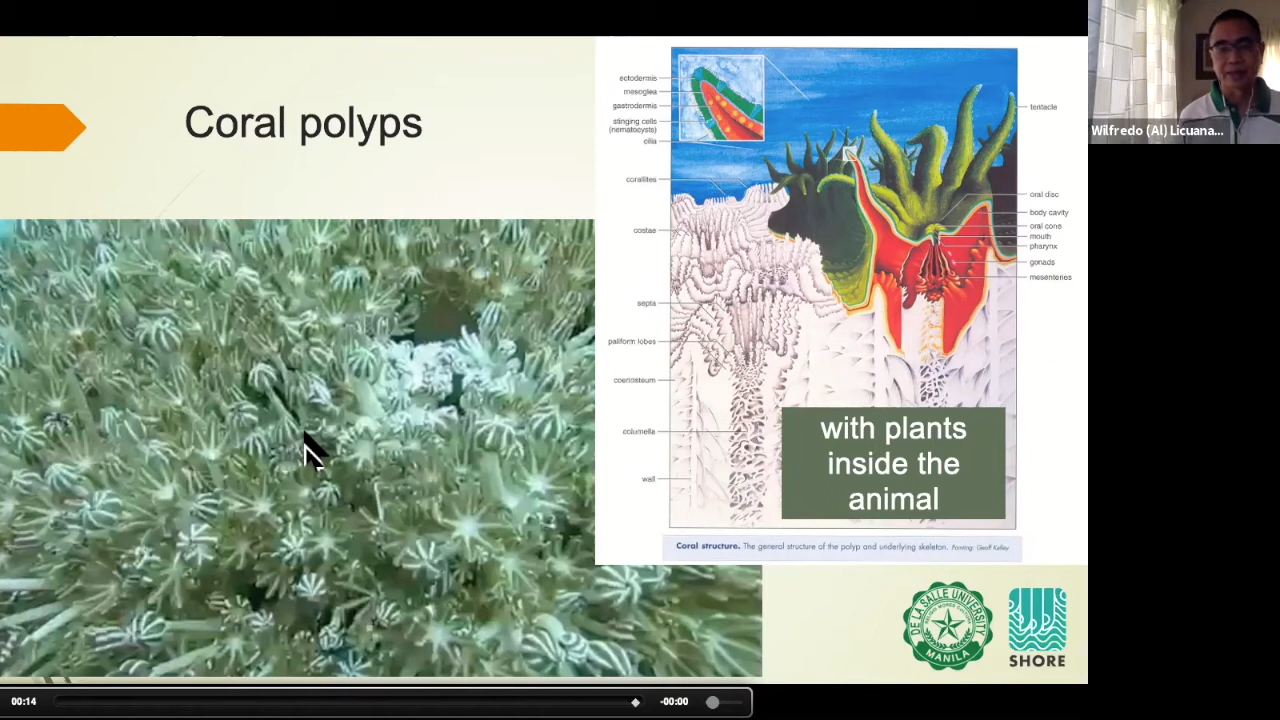 Coral polyps
ectodermis
mesoglea
gastrodermis
stinging cells
(nematocysts)
cilia
corallites
costae
septa
paliform lobes
coenosteum
columella
wall
tentacle
oral disc
body cavity
oral cone
mouth
pharynx
gonads
mesenteries
with plants
inside the
animal
Coral structure. The general structure of the polyp and underlying skeleton. Painting: Geoff Kelley
DE LA SALLE UNIVERSITY
MANILA
SHORE
Wilfredo (Al) Licuana...
00:14
-00:00